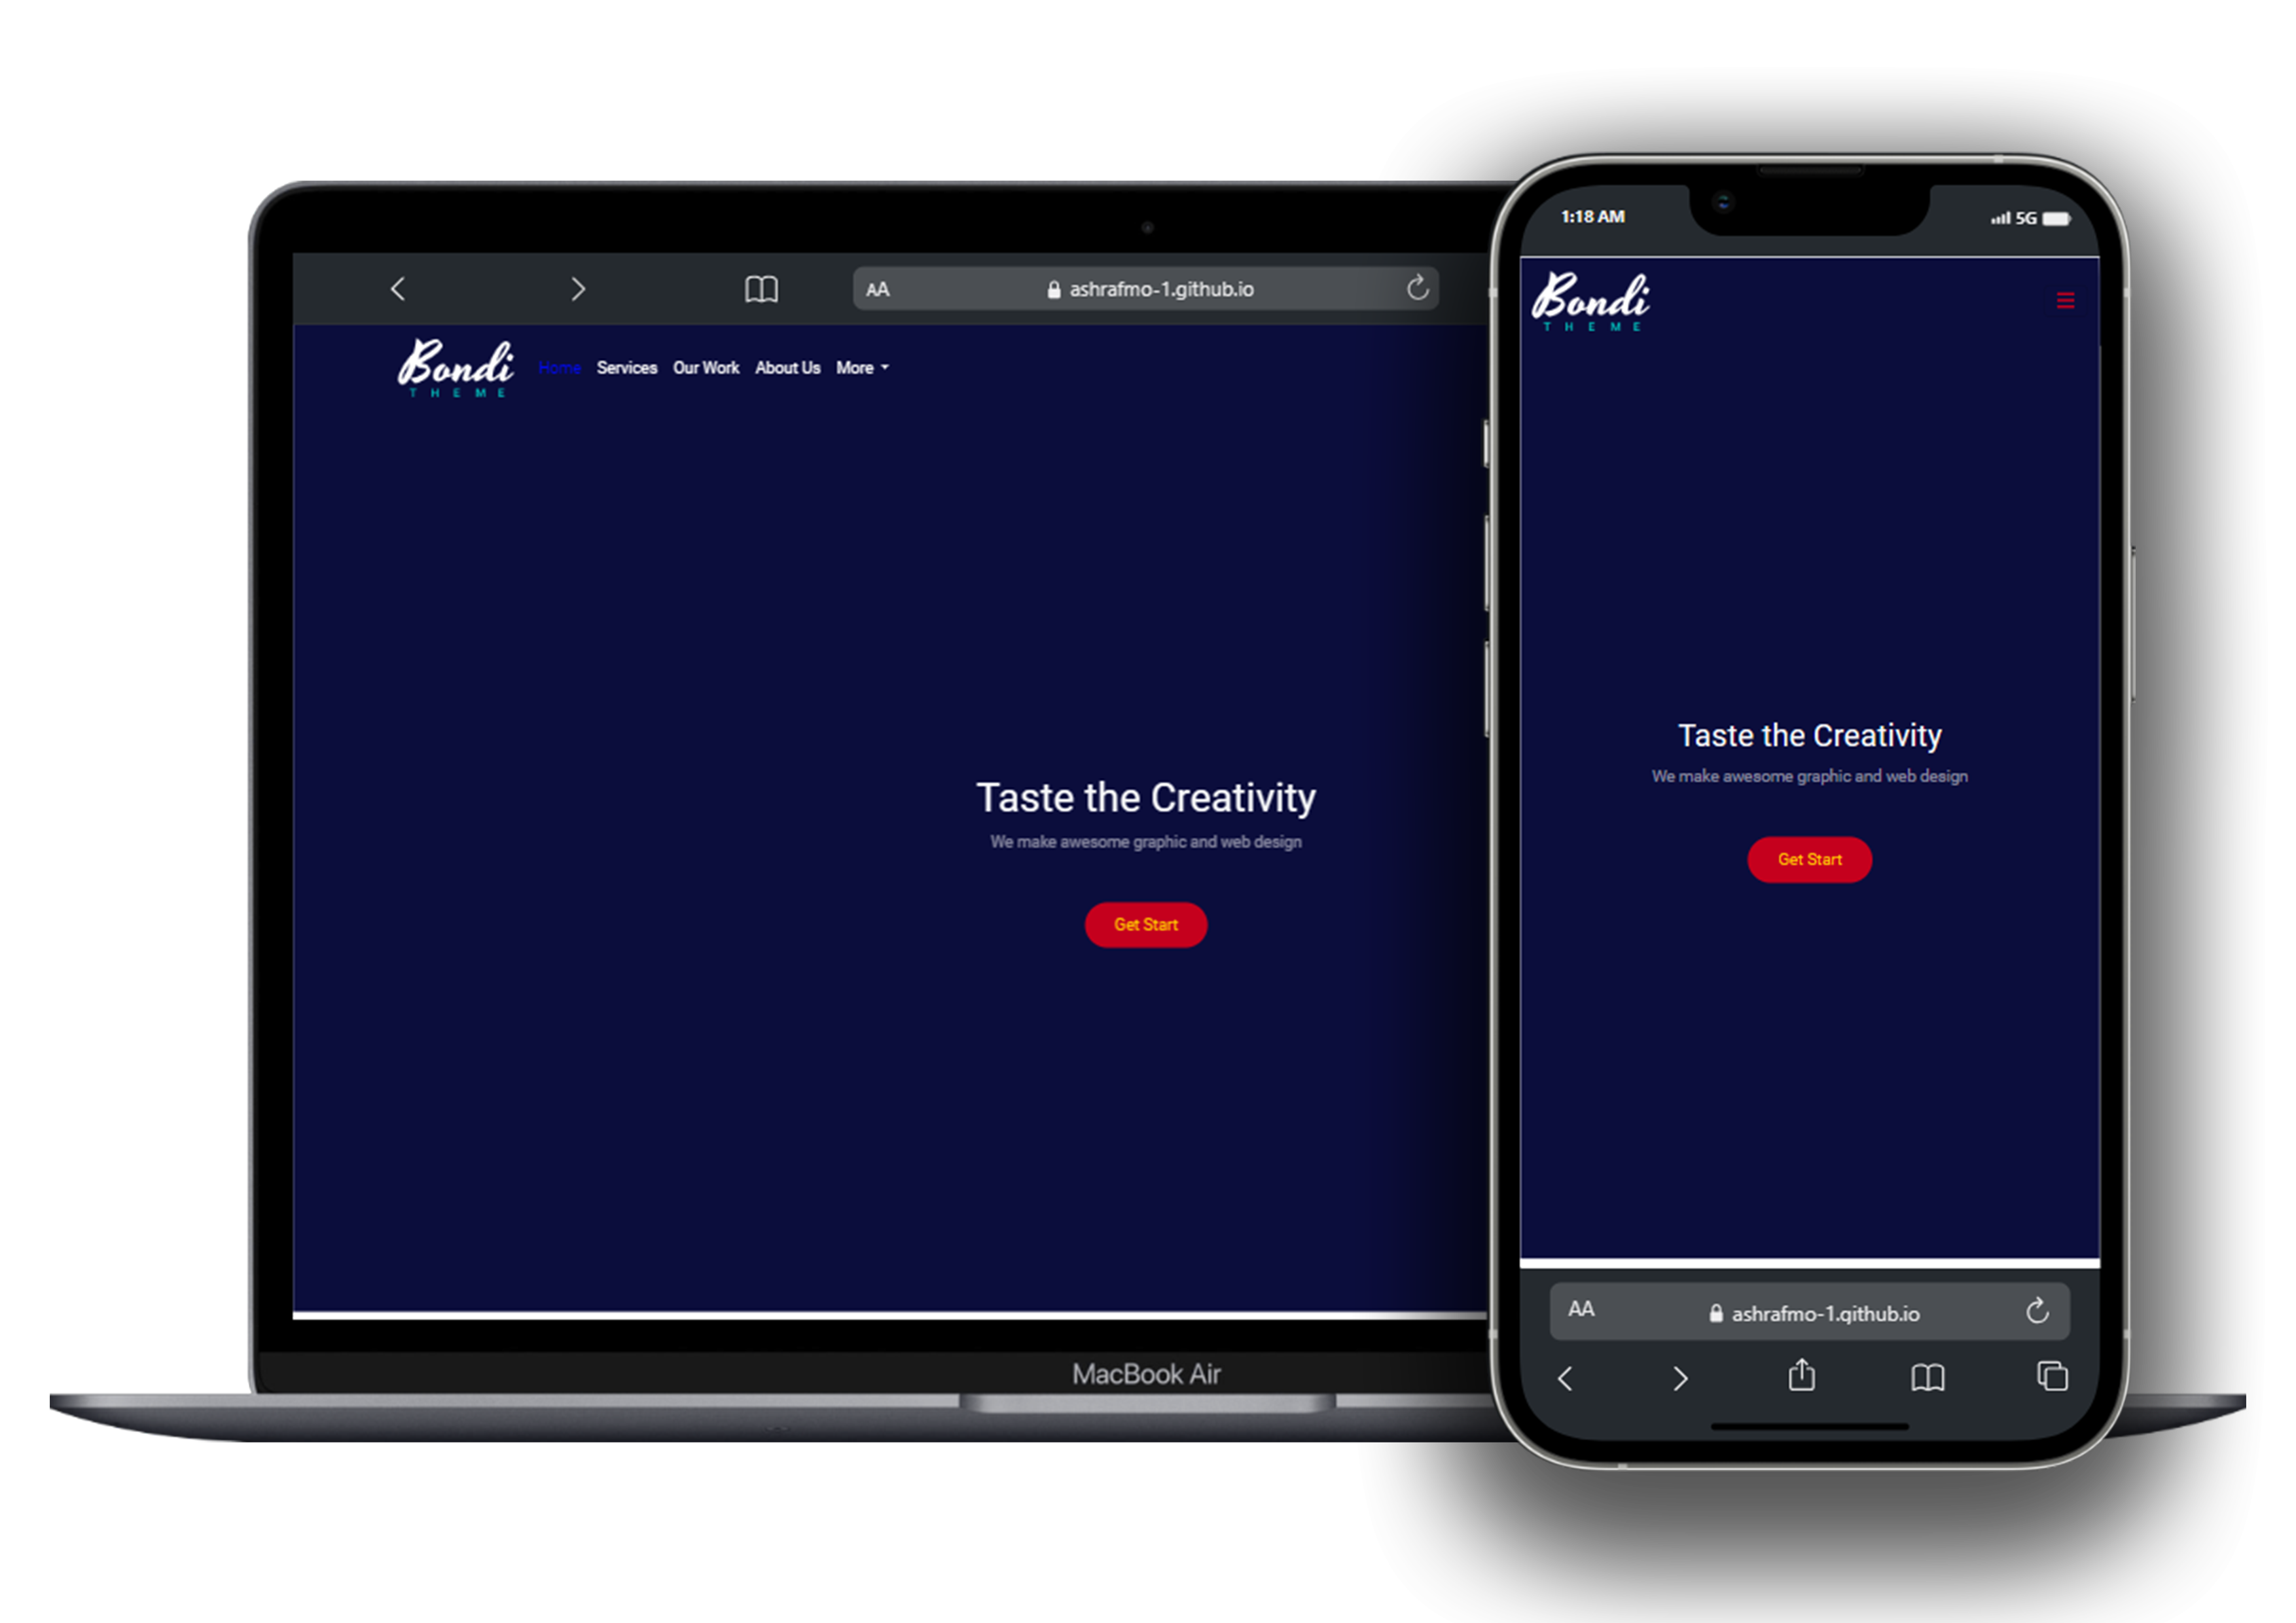 AA
ashrafmo-1.github.io
Bondi
THEME
Home Services Our Work About Us More
Taste the Creativity
We make awesome graphic and web design
Get Start
MacBook Air
1:18 AM
5G
Bondi
THEME
Taste the Creativity
We make awesome graphic and web design
Get Start
AA
ashrafmo-1.github.io